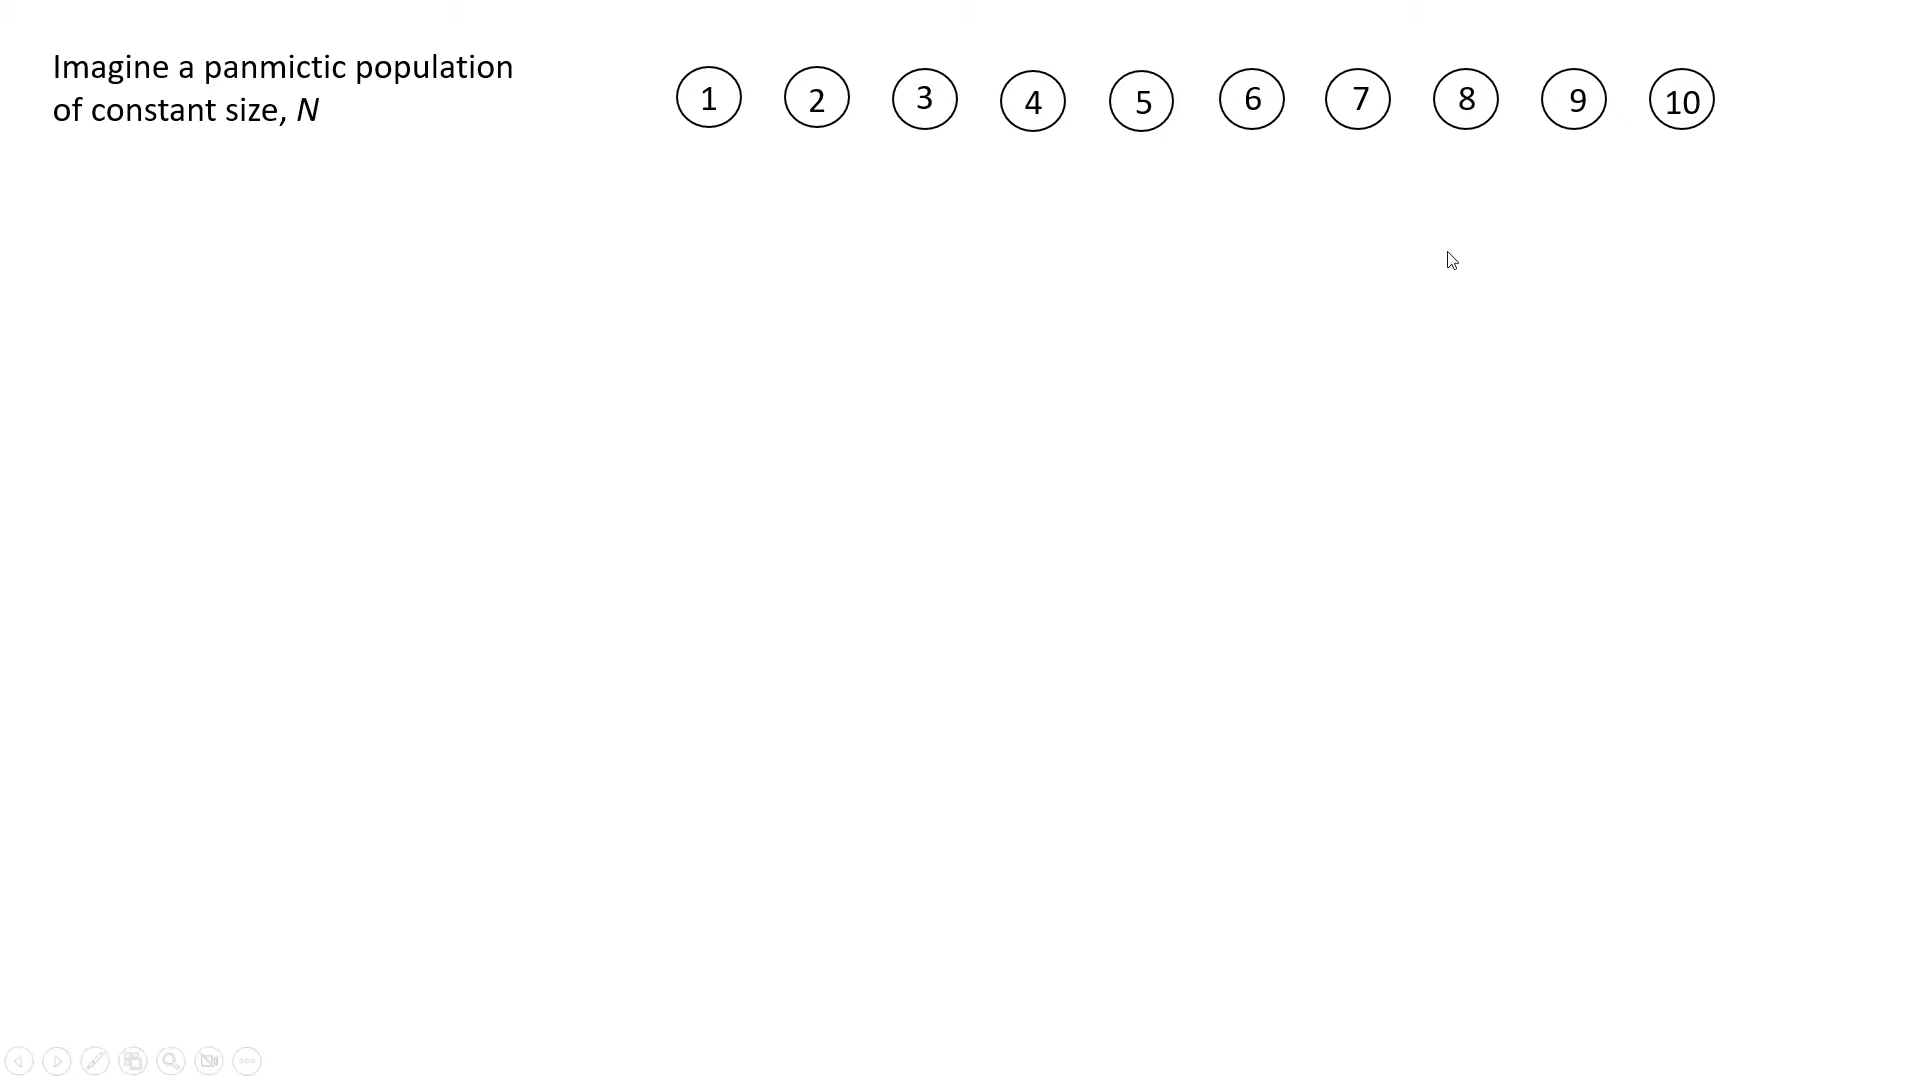 Imagine a panmictic population
of constant size, N
1 2 3 4 5 6 7 8 9 10